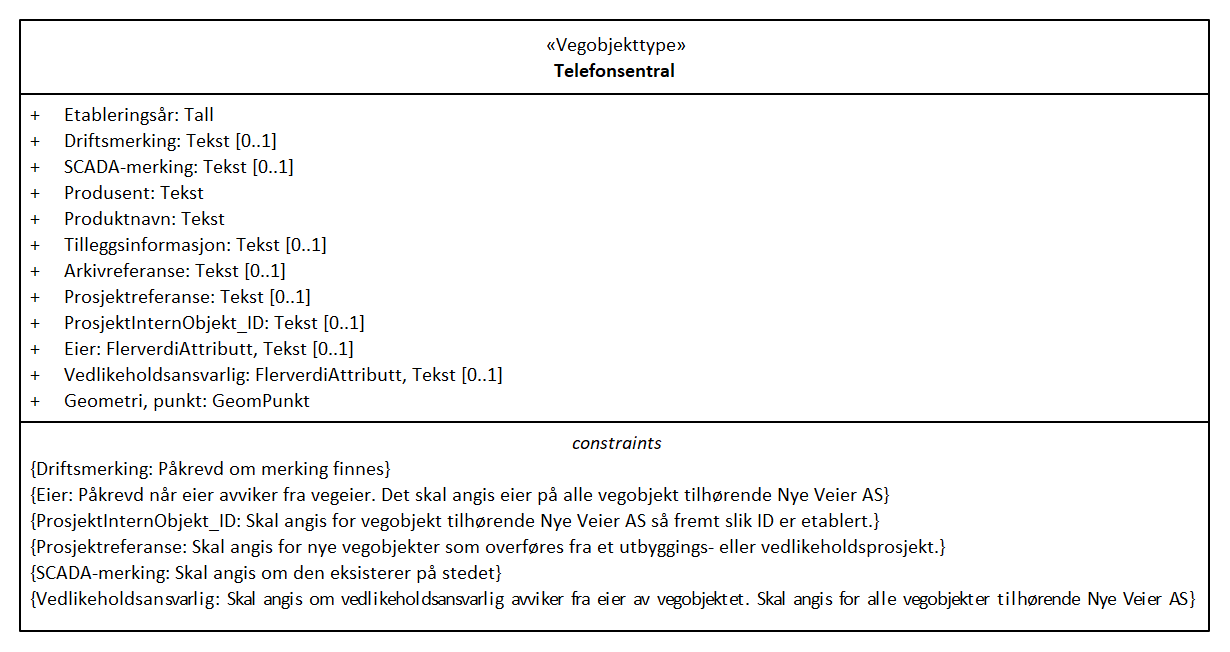 «Vegobjekttype»
Telefonsentral
+ Etableringsår: Tall
+ Driftsmerking: Tekst [0..1]
+ SCADA-merking: Tekst [0..1]
+ Produsent: Tekst
+ Produktnavn: Tekst
+ Tilleggsinformasjon: Tekst [0..1]
+ Arkivreferanse: Tekst [0..1]
+ Prosjektreferanse: Tekst [0..1]
+ ProsjektInternObjekt_ID: Tekst [0..1]
+ Eier: FlerverdiAttributt, Tekst [0..1]
+ Vedlikeholdsansvarlig: FlerverdiAttributt, Tekst [0..1]
+ Geometri, punkt: GeomPunkt
constraints
{Driftsmerking: Påkrevd om merking finnes}
{Eier: Påkrevd når eier avviker fra vegeier. Det skal angis eier på alle vegobjekt tilhørende Nye Veier AS}
{ProsjektInternObjekt_ID: Skal angis for vegobjekt tilhørende Nye Veier AS så fremt slik ID er etablert.}
{Prosjektreferanse: Skal angis for nye vegobjekter som overføres fra et utbyggings- eller vedlikeholdsprosjekt.}
{SCADA-merking: Skal angis om den eksisterer på stedet}
{Vedlikeholdsansvarlig: Skal angis om vedlikeholdsansvarlig avviker fra eier av vegobjektet. Skal angis for alle vegobjekter tilhørende Nye Veier AS}